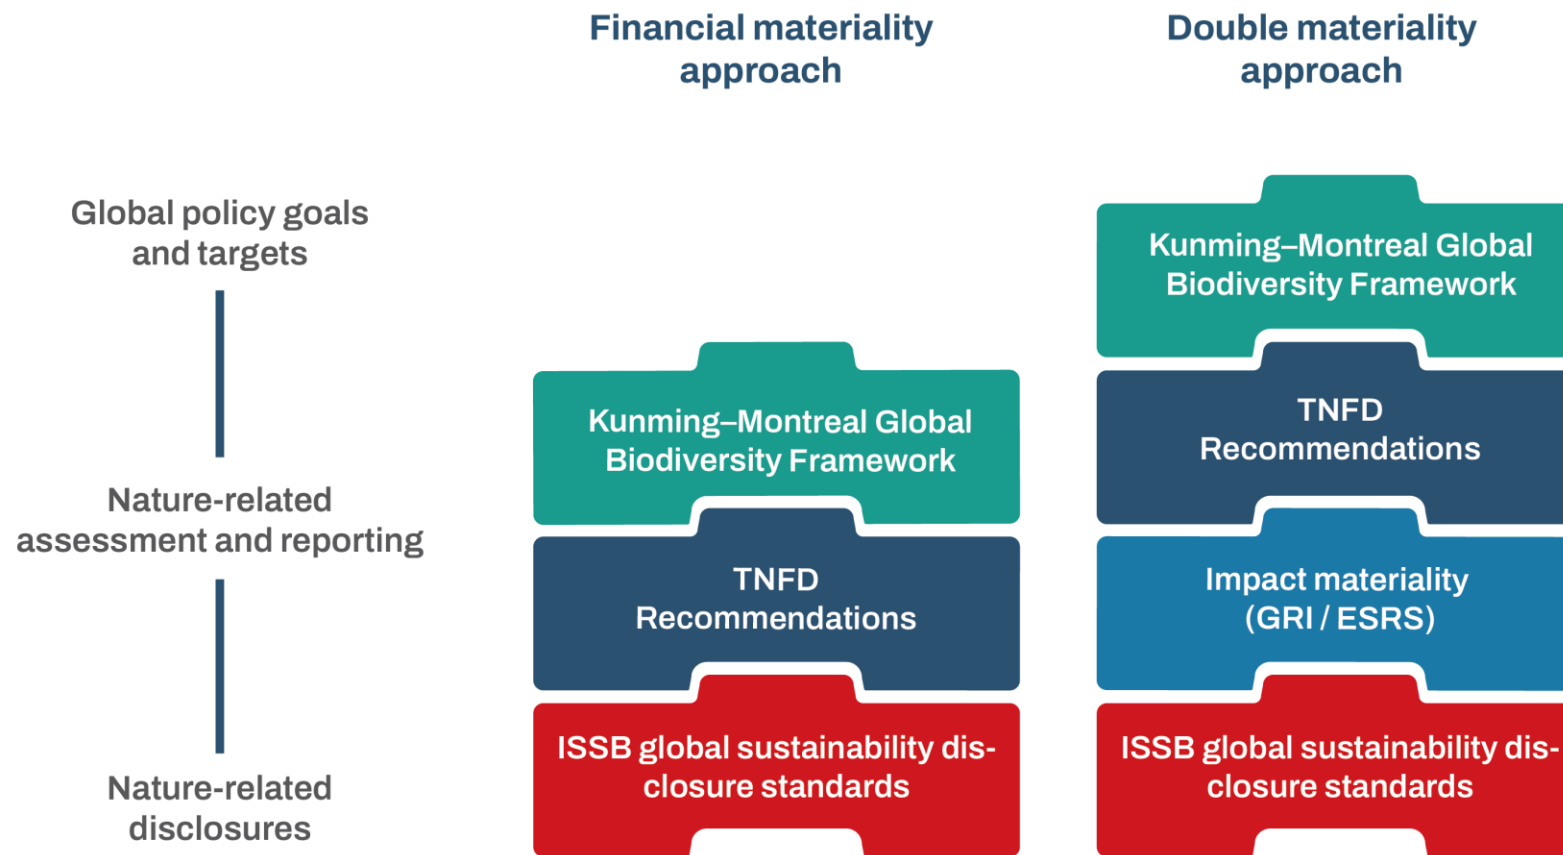 Financial materiality
approach
Double materiality
approach
Global policy goals
and targets
Nature-related
assessment and reporting
Nature-related
disclosures
Kunming–Montreal Global
Biodiversity Framework
TNFD
Recommendations
ISSB global sustainability dis-
closure standards
Kunming–Montreal Global
Biodiversity Framework
TNFD
Recommendations
Impact materiality
(GRI / ESRS)
ISSB global sustainability dis-
closure standards